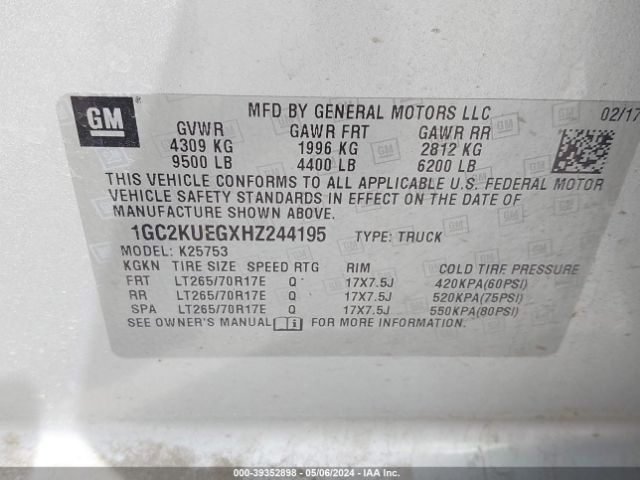 GM ®
MFD BY GENERAL MOTORS LLC 02/17
GVWR GAWR FRT GAWR RR
4309 KG 1996 KG 2812 KG
9500 LB 4400 LB 6200 LB
THIS VEHICLE CONFORMS TO ALL APPLICABLE U.S. FEDERAL MOTOR
VEHICLE SAFETY STANDARDS IN EFFECT ON THE DATE OF
MANUFACTURE SHOWN ABOVE.
1GC2KUEGXHZ244195 TYPE: TRUCK
MODEL: K25753
KGKN TIRE SIZE SPEED RTG RIM COLD TIRE PRESSURE
FRT LT265/70R17E Q 17X7.5J 420KPA(60PSI)
RR LT265/70R17E Q 17X7.5J 520KPA(75PSI)
SPA LT265/70R17E Q 17X7.5J 550KPA(80PSI)
SEE OWNER'S MANUAL FOR MORE INFORMATION.
000-39352898 - 05/06/2024 - IAA Inc.